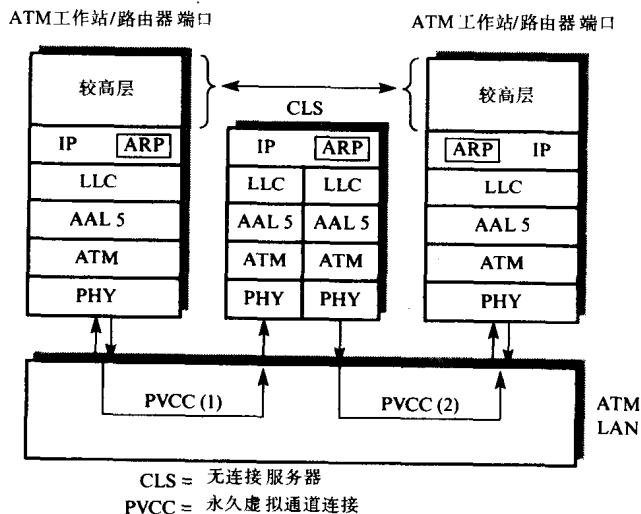 ATM工作站/路由器端口
ATM工作站/路由器端口
较高层
CLS
较高层
IP ARP
IP ARP
ARP IP
LLC
LLC LLC
LLC
AAL 5
AAL 5 AAL 5
AAL 5
ATM
ATM ATM
ATM
PHY
PHY PHY
PHY
PVCC (1)
PVCC (2)
ATM
LAN
CLS = 无连接服务器
PVCC = 永久虚拟通道连接